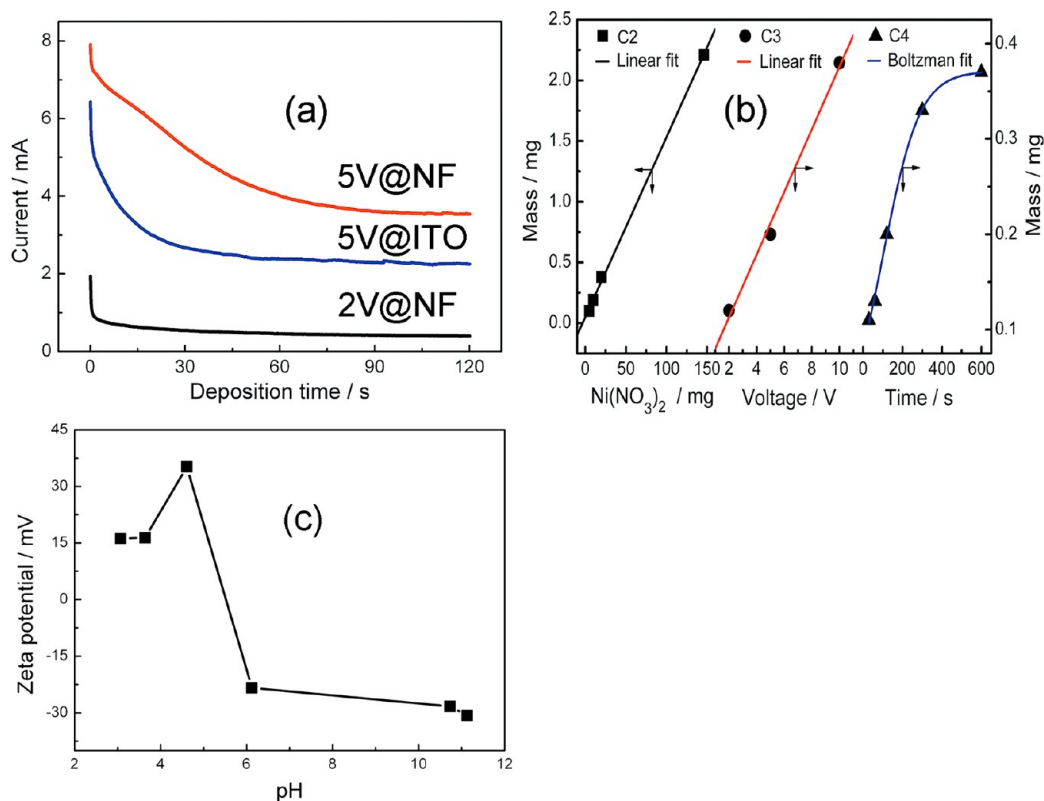 (a)
8
6
4
2
0
Current / mA
5V@NF
5V@ITO
2V@NF
0 30 60 90 120
Deposition time / s
(b)
2.5
2.0
1.5
1.0
0.5
0.0
Mass / mg
C2 C3 C4
Linear fit Linear fit Boltzman fit
0.4
0.3
0.2
0.1
Mass / mg
0 50 100 150 2 4 6 8 10 0 200 400 600
Ni(NO₃)₂ / mg Voltage / V Time / s
(c)
45
30
15
0
-15
-30
Zeta potential / mV
2 4 6 8 10 12
pH